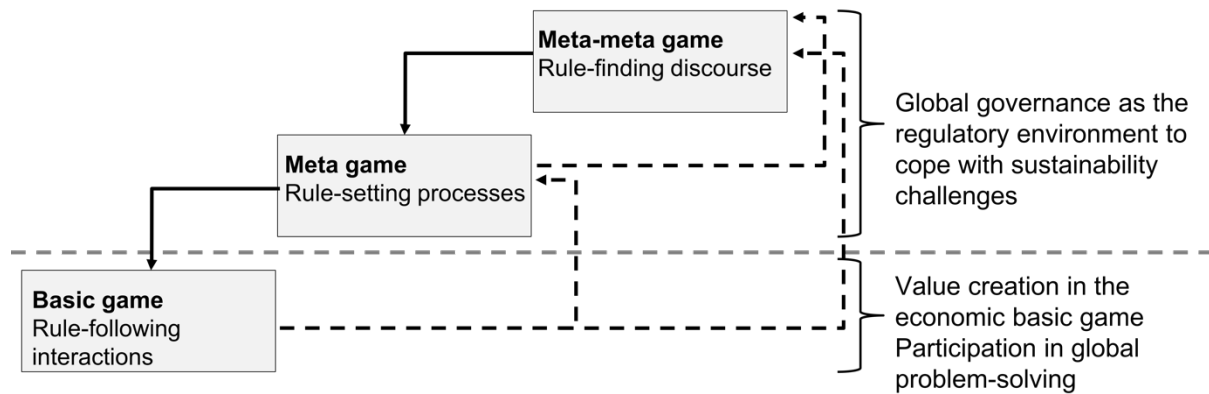 Meta-meta game
Rule-finding discourse
Global governance as the
regulatory environment to
cope with sustainability
challenges
Meta game
Rule-setting processes
Basic game
Rule-following
interactions
Value creation in the
economic basic game
Participation in global
problem-solving